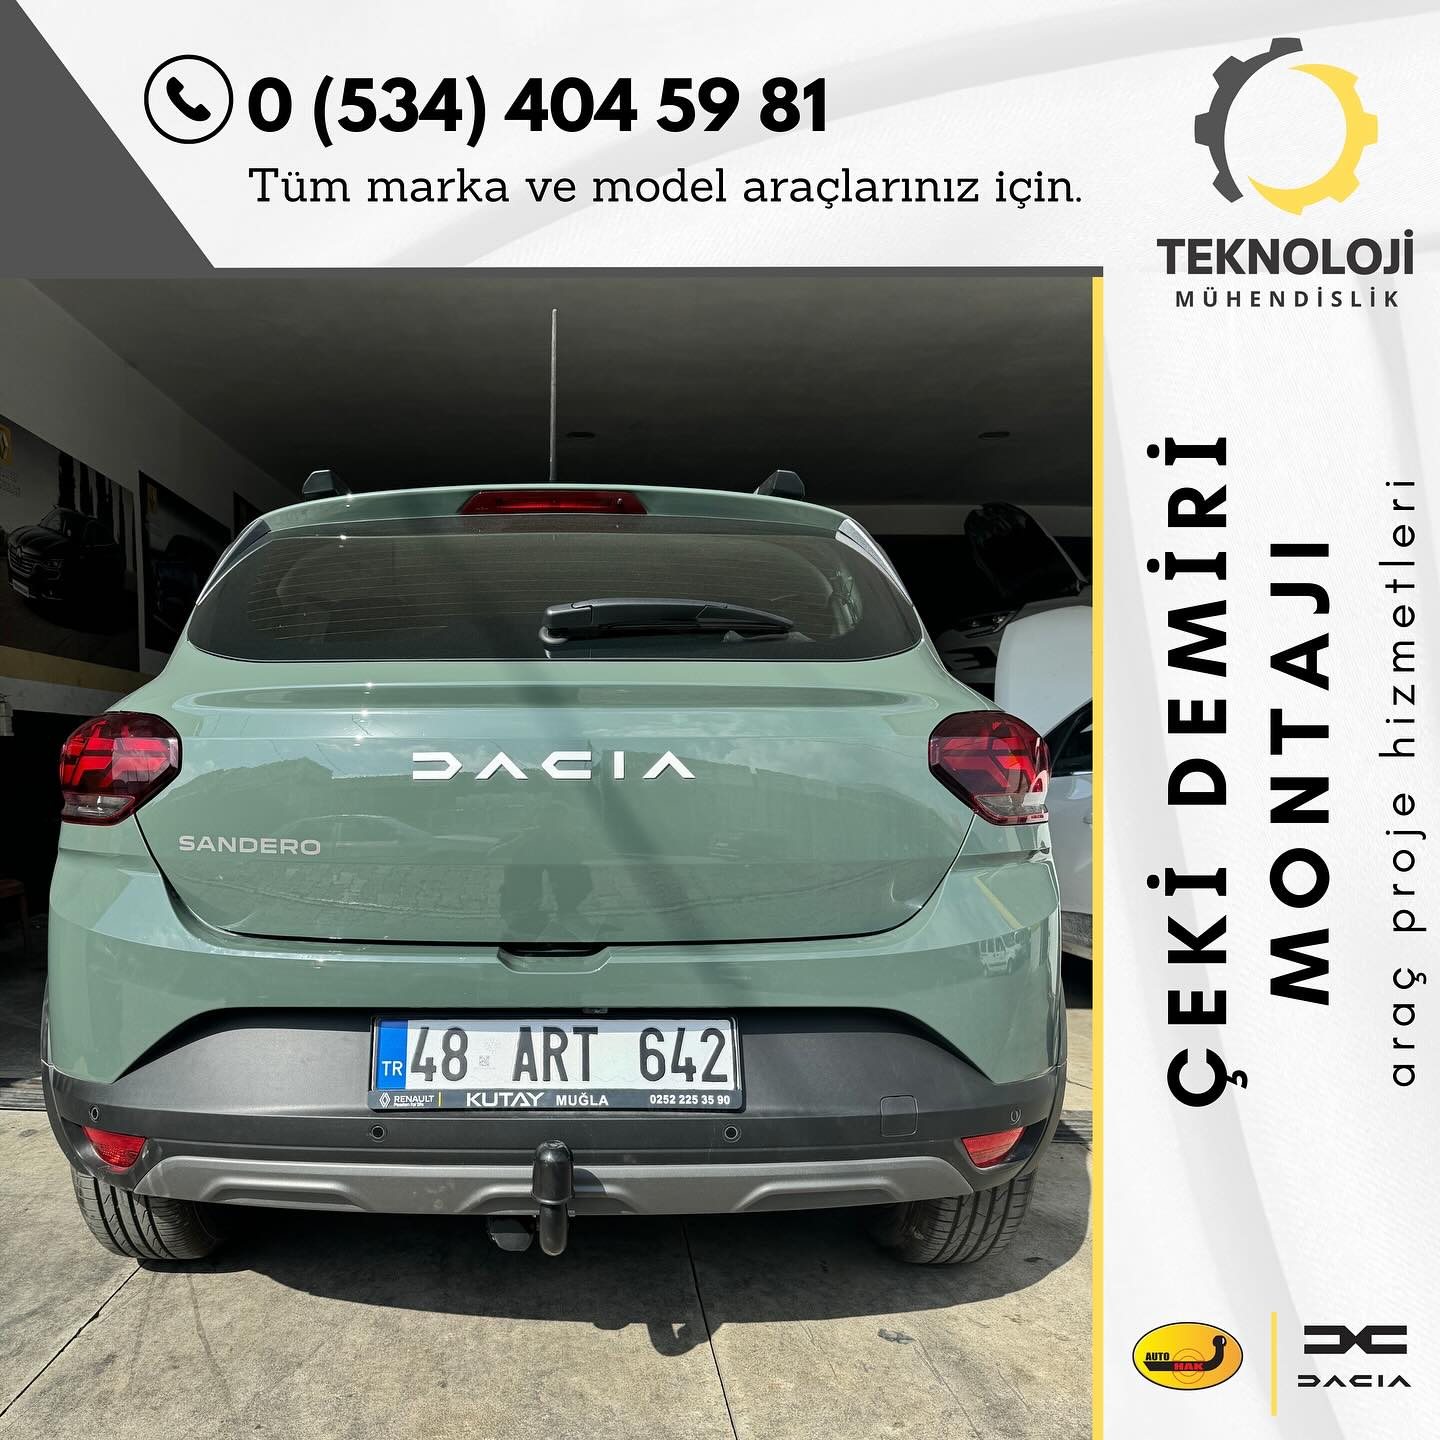 0 (534) 404 59 81
Tüm marka ve model araçlarınız için.
TEKNOLOJİ
MÜHENDİSLİK
ÇEKİ DEMİRİ
MONTAJI
araç proje hizmetleri
DACIA
SANDERO
TR 48 ART 642
RENAULT KUTAY MUĞLA 0252 225 35 90
AUTO
HAK
DACIA